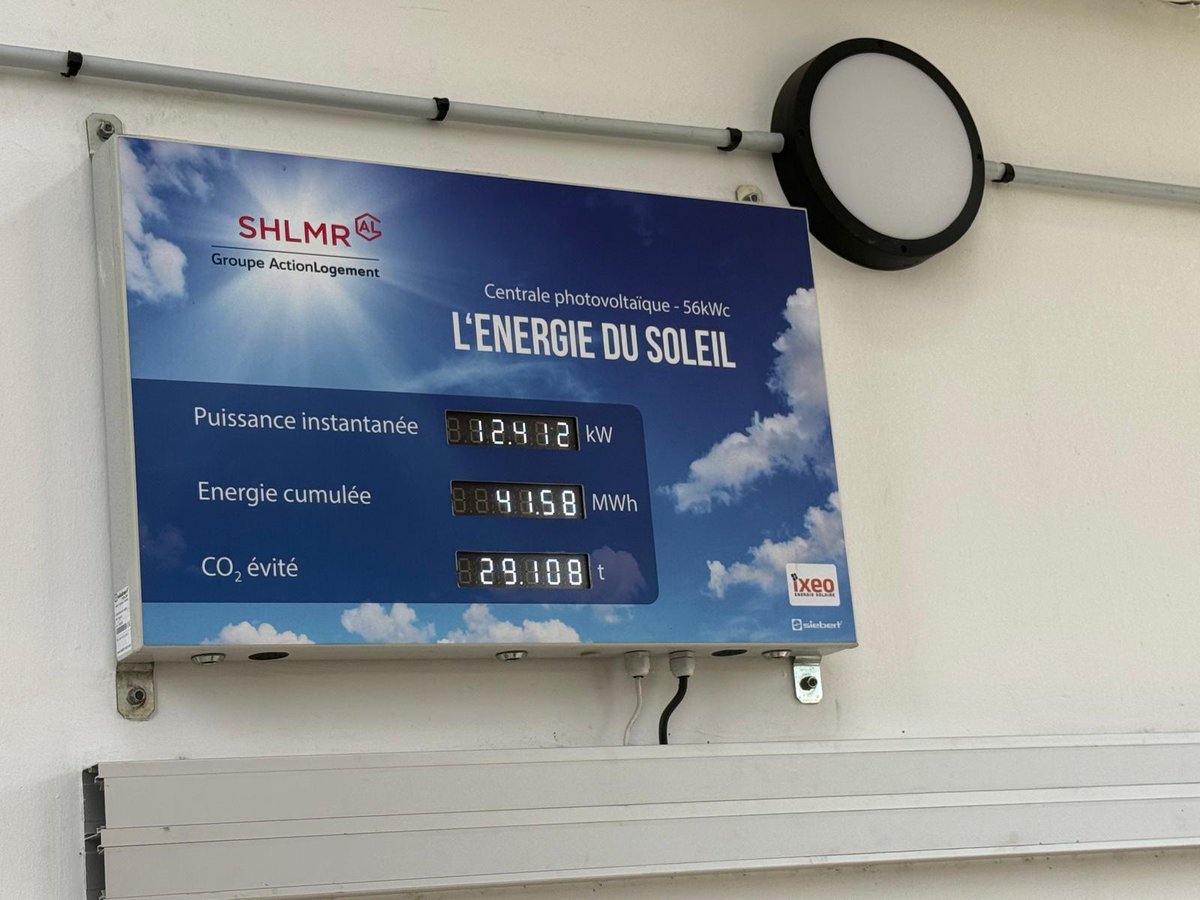 SHLMR AL
Groupe ActionLogement
Centrale photovoltaïque - 56kWc
L'ENERGIE DU SOLEIL
Puissance instantanée 12.412 kW
Energie cumulée 41.58 MWh
CO₂ évité 29.108 t
ixeo
ENERGIE SOLAIRE
siebert